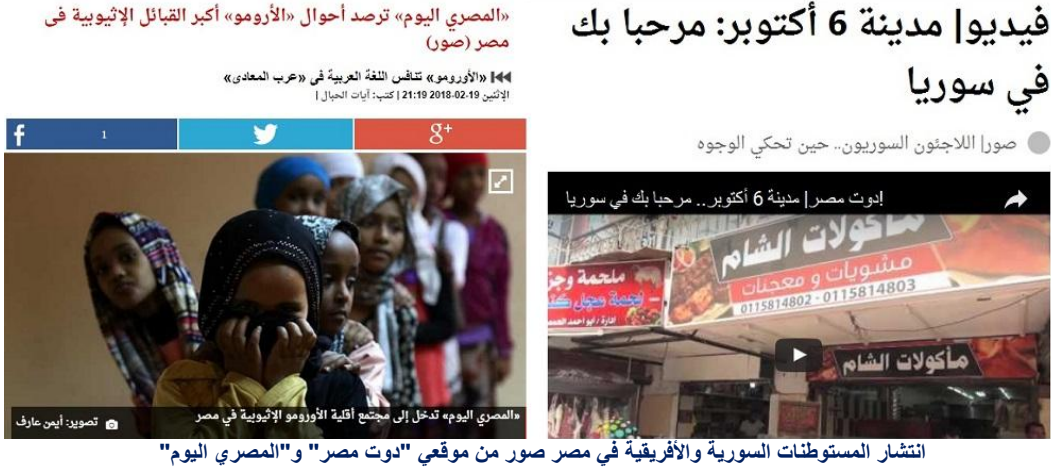 فيديو| مدينة 6 أكتوبر: مرحبا بك
في سوريا
صور| اللاجئون السوريون.. حين تحكي الوجوه
دوت مصر| مدينة 6 أكتوبر.. مرحبا بك في سوريا!
مأكولات الشام
مشويات و معجنات
0115814802 - 0115814803
ملحمة
مأكولات الشام
«المصري اليوم» ترصد أحوال «الأرومو» أكبر القبائل الإثيوبية فى
مصر (صور)
«الأورومو» تنافس اللغة العربية فى «عرب المعادى»
الإثنين 19-02-2018 21:19 | كتب: آيات الحبال |
f 1
8+
«المصري اليوم» تدخل إلى مجتمع أقلية الأورومو الإثيوبية في مصر
تصوير: أيمن عارف
انتشار المستوطنات السورية والأفريقية في مصر صور من موقعي "دوت مصر" و"المصري اليوم"